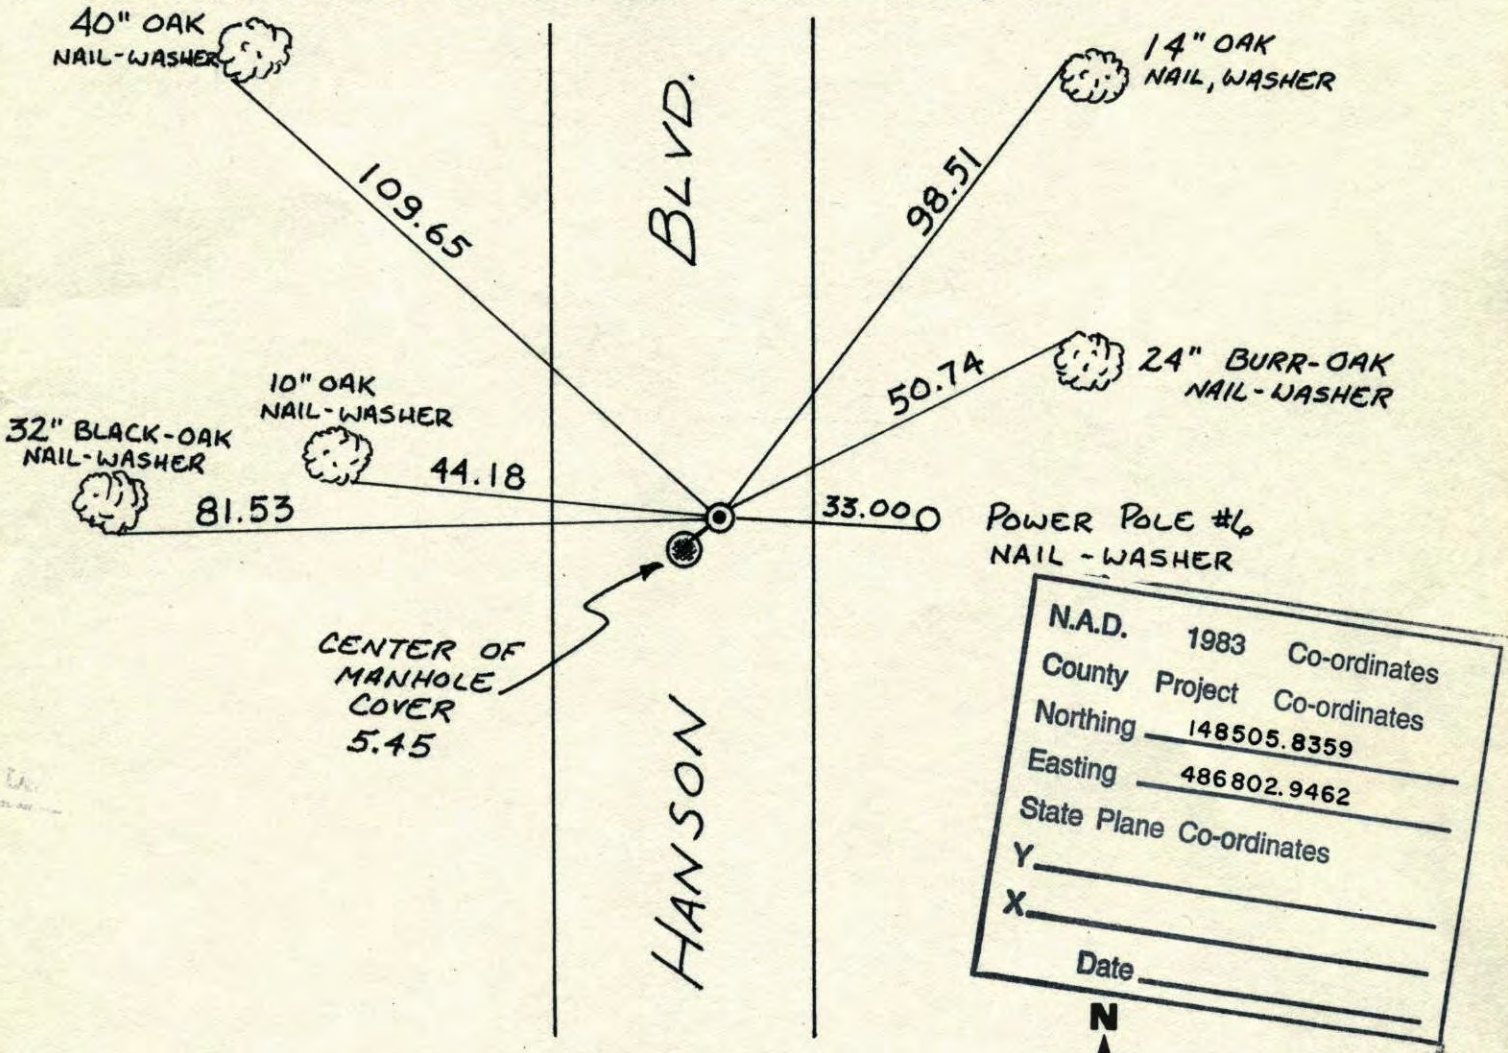 40" OAK
NAIL-WASHER
14" OAK
NAIL, WASHER
BLVD.
109.65
98.51
50.74
24" BURR-OAK
NAIL-WASHER
10" OAK
NAIL-WASHER
32" BLACK-OAK
NAIL-WASHER
44.18
81.53
33.00
POWER POLE #6
NAIL - WASHER
CENTER OF
MANHOLE
COVER
5.45
HANSON
N.A.D. 1983 Co-ordinates
County Project Co-ordinates
Northing 148505.8359
Easting 486802.9462
State Plane Co-ordinates
Y
X
Date
N